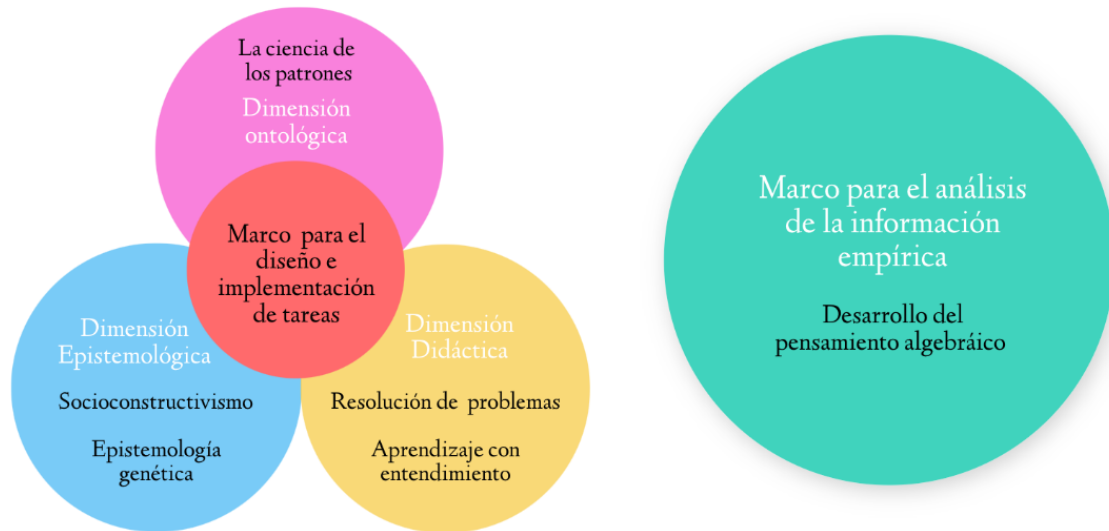 La ciencia de
los patrones
Dimensión
ontológica
Marco para el
diseño e
implementación
de tareas
Dimensión
Epistemológica
Socioconstructivismo
Epistemología
genética
Dimensión
Didáctica
Resolución de problemas
Aprendizaje con
entendimiento
Marco para el análisis
de la información
empírica
Desarrollo del
pensamiento algebráico